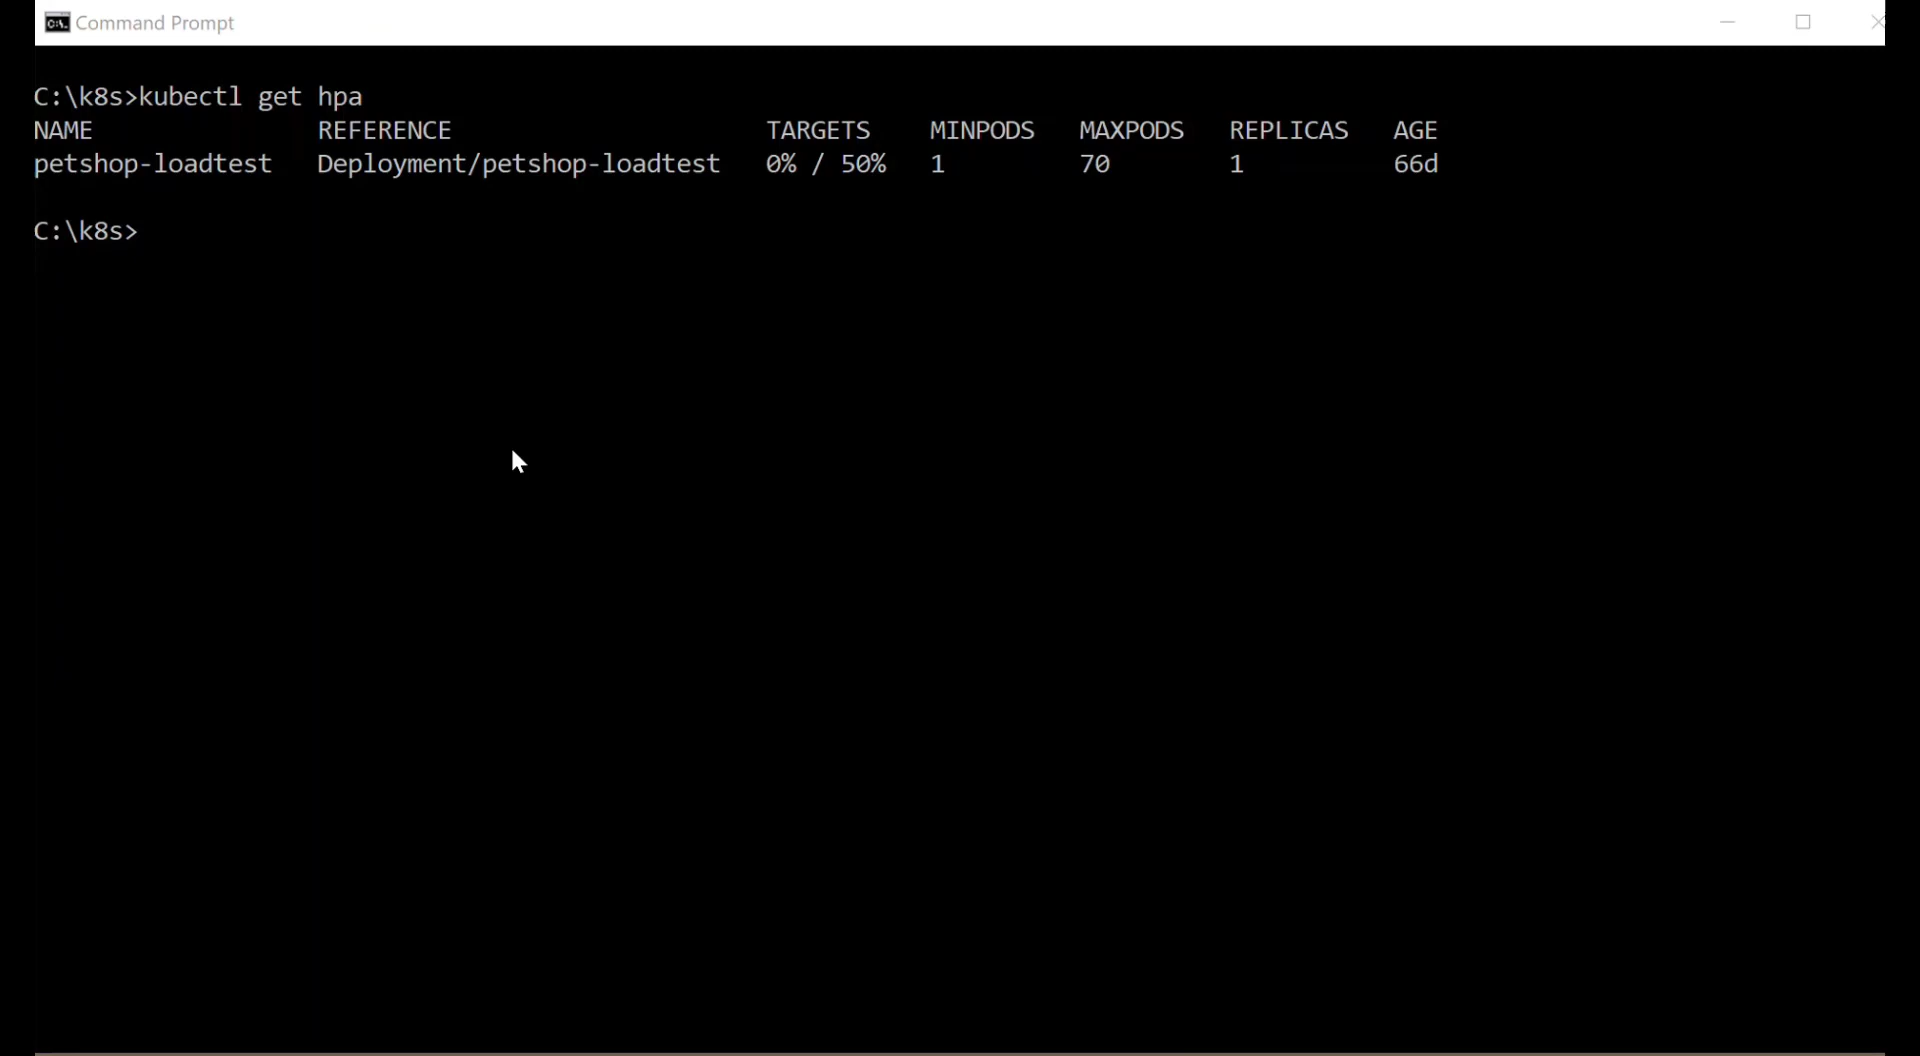 Command Prompt
C:\k8s>kubectl get hpa
NAME REFERENCE TARGETS MINPODS MAXPODS REPLICAS AGE
petshop-loadtest Deployment/petshop-loadtest 0% / 50% 1 70 1 66d
C:\k8s>